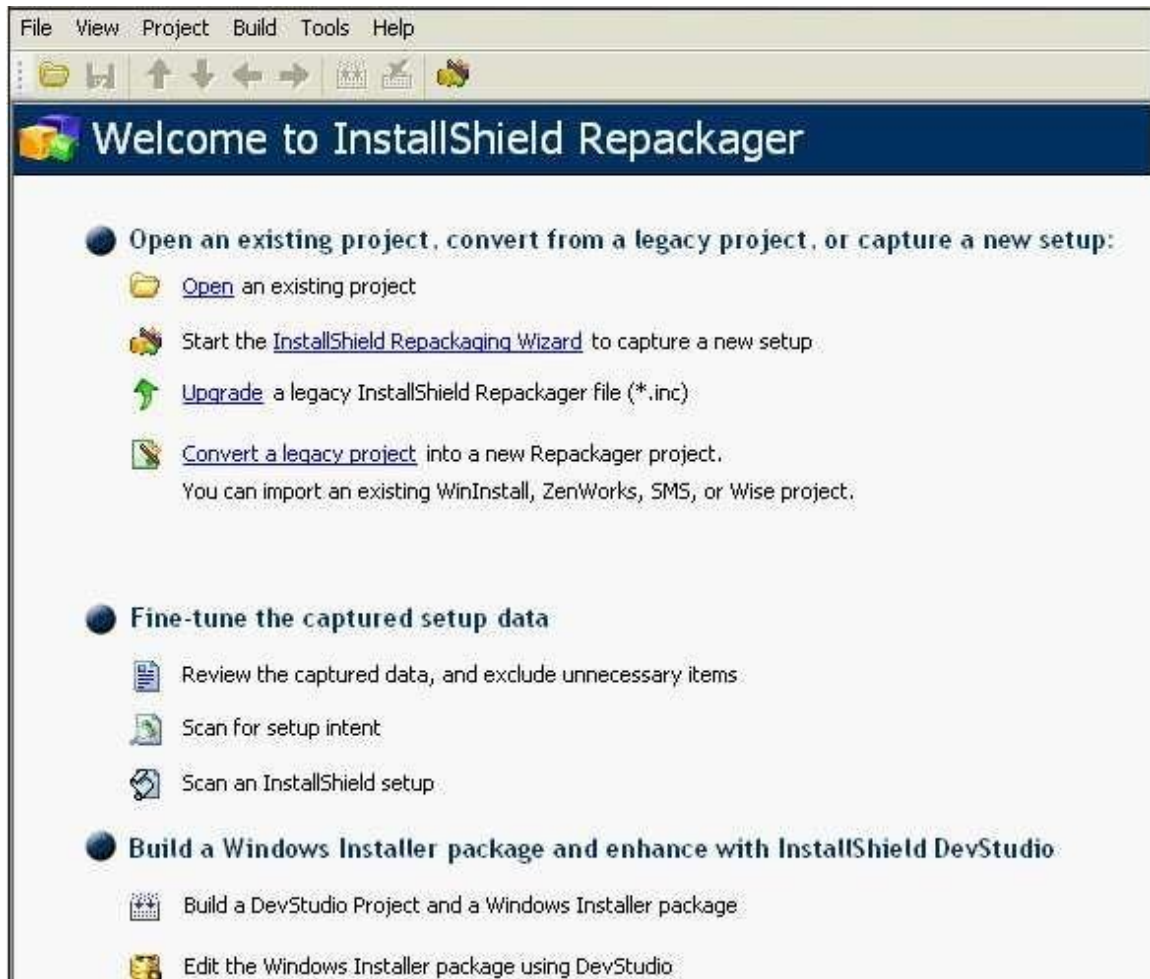 File View Project Build Tools Help
Welcome to InstallShield Repackager
Open an existing project, convert from a legacy project, or capture a new setup:
Open an existing project
Start the InstallShield Repackaging Wizard to capture a new setup
Upgrade a legacy InstallShield Repackager file (*.inc)
Convert a legacy project into a new Repackager project.
You can import an existing WinInstall, ZenWorks, SMS, or Wise project.
Fine-tune the captured setup data
Review the captured data, and exclude unnecessary items
Scan for setup intent
Scan an InstallShield setup
Build a Windows Installer package and enhance with InstallShield DevStudio
Build a DevStudio Project and a Windows Installer package
Edit the Windows Installer package using DevStudio